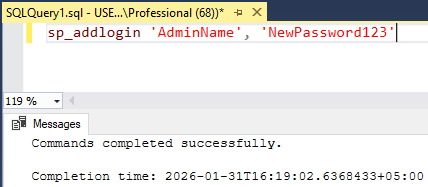 SQLQuery1.sql - USE...\Professional (68))*
sp_addlogin 'AdminName', 'NewPassword123'
119 %
Messages
Commands completed successfully.
Completion time: 2026-01-31T16:19:02.6368433+05:00